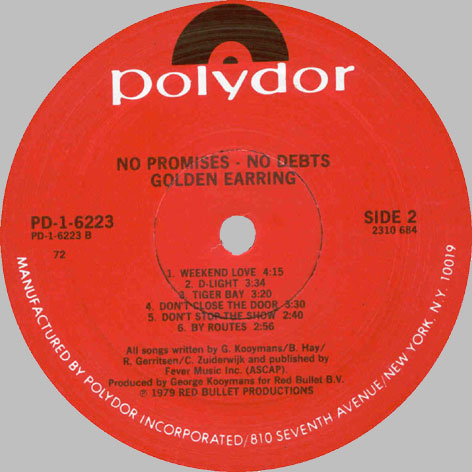 polydor
NO PROMISES - NO DEBTS
GOLDEN EARRING
PD-1-6223
PD-1-6223 B
72
SIDE 2
2310 684
1. WEEKEND LOVE 4:15
2. D-LIGHT 3:34
3. TIGER BAY 3:20
4. DON'T CLOSE THE DOOR 3:30
5. DON'T STOP THE SHOW 2:40
6. BY ROUTES 2:56
All songs written by G. Kooymans/B. Hay/
R. Gerritsen/C. Zuiderwijk and published by
Fever Music Inc. (ASCAP).
Produced by George Kooymans for Red Bullet B.V.
℗ 1979 RED BULLET PRODUCTIONS
MANUFACTURED BY POLYDOR INCORPORATED/810 SEVENTH AVENUE/NEW YORK, N.Y. 10019